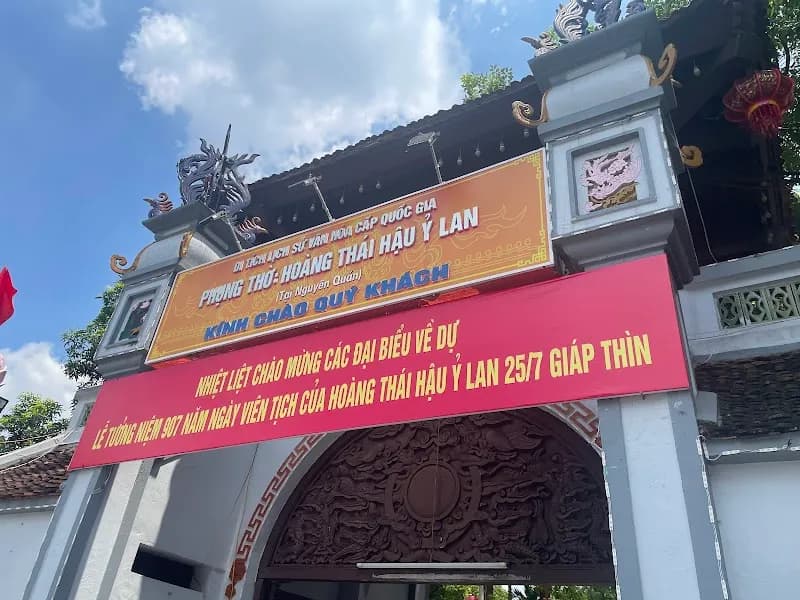 DI TÍCH LỊCH SỬ VĂN HÓA CẤP QUỐC GIA
PHỤNG THỜ: HOÀNG THÁI HẬU Ỷ LAN
(Tại Nguyên Quán)
KÍNH CHÀO QUÝ KHÁCH
NHIỆT LIỆT CHÀO MỪNG CÁC ĐẠI BIỂU VỀ DỰ
LỄ TƯỞNG NIỆM 907 NĂM NGÀY VIÊN TỊCH CỦA HOÀNG THÁI HẬU Ỷ LAN 25/7 GIÁP THÌN